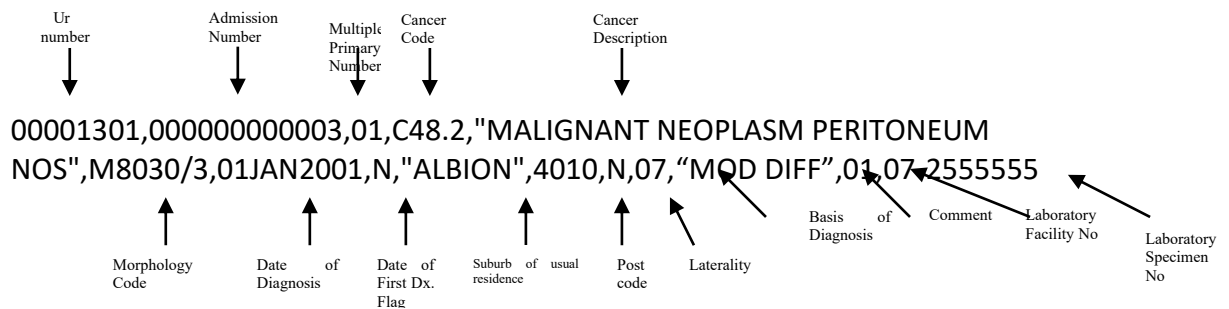 Ur number
Admission Number
Multiple Primary Number
Cancer Code
Cancer Description
00001301,000000000003,01,C48.2,"MALIGNANT NEOPLASM PERITONEUM
NOS",M8030/3,01JAN2001,N,"ALBION",4010,N,07,“MOD DIFF”,01,07-2555555
Morphology Code
Date of Diagnosis
Date of First Dx. Flag
Suburb of usual residence
Post code
Laterality
Basis of Diagnosis
Comment
Laboratory Facility No
Laboratory Specimen No